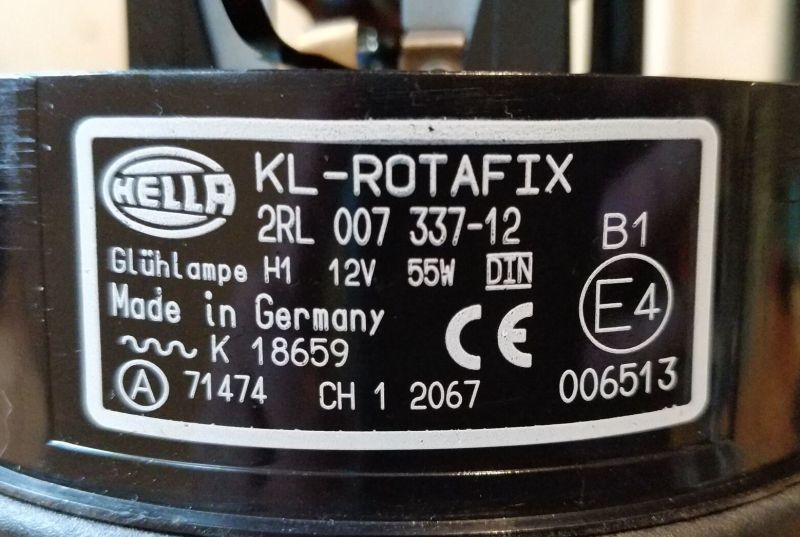 HELLA
KL-ROTAFIX
2RL 007 337-12
B1
Glühlampe H1 12V 55W DIN
E4
Made in Germany
CE
K 18659
A 71474 CH 1 2067
006513